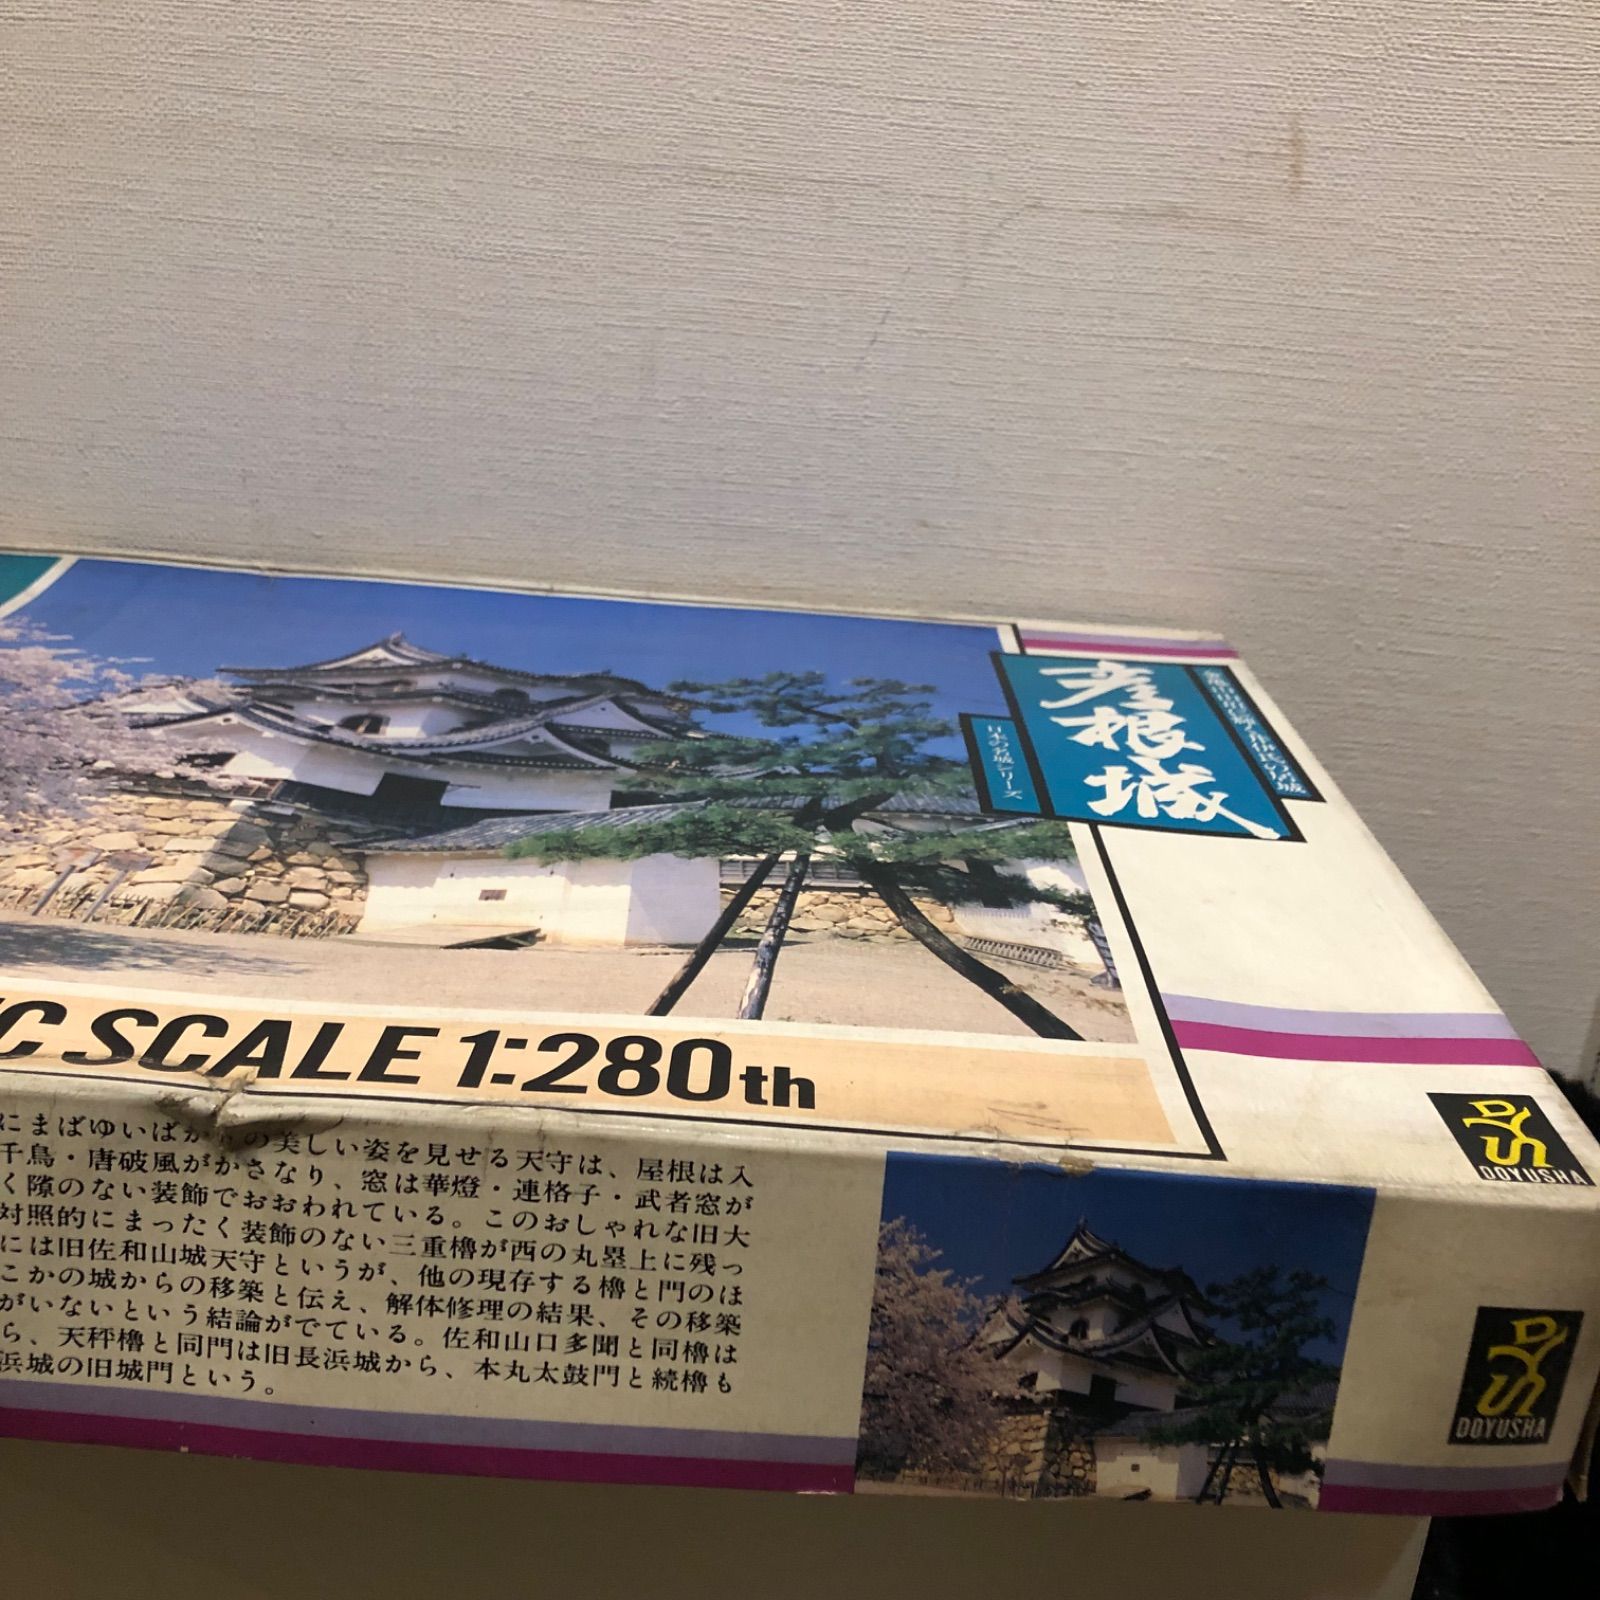 彦根城
日本の名城シリーズ
C SCALE 1:280th
DOYUSHA
にまばゆいばか の美しい姿を見せる天守は、屋根は入
千鳥・唐破風がかさなり、窓は華燈・連格子・武者窓が
く隙のない装飾でおおわれている。このおしゃれな旧大
対照的にまったく装飾のない三重櫓が西の丸塁上に残っ
には旧佐和山城天守というが、他の現存する櫓と門のほ
こかの城からの移築と伝え、解体修理の結果、その移築
がいないという結論がでている。佐和山口多聞と同櫓は
ら、天秤櫓と同門は旧長浜城から、本丸太鼓門と続櫓も
浜城の旧城門という。
DOYUSHA